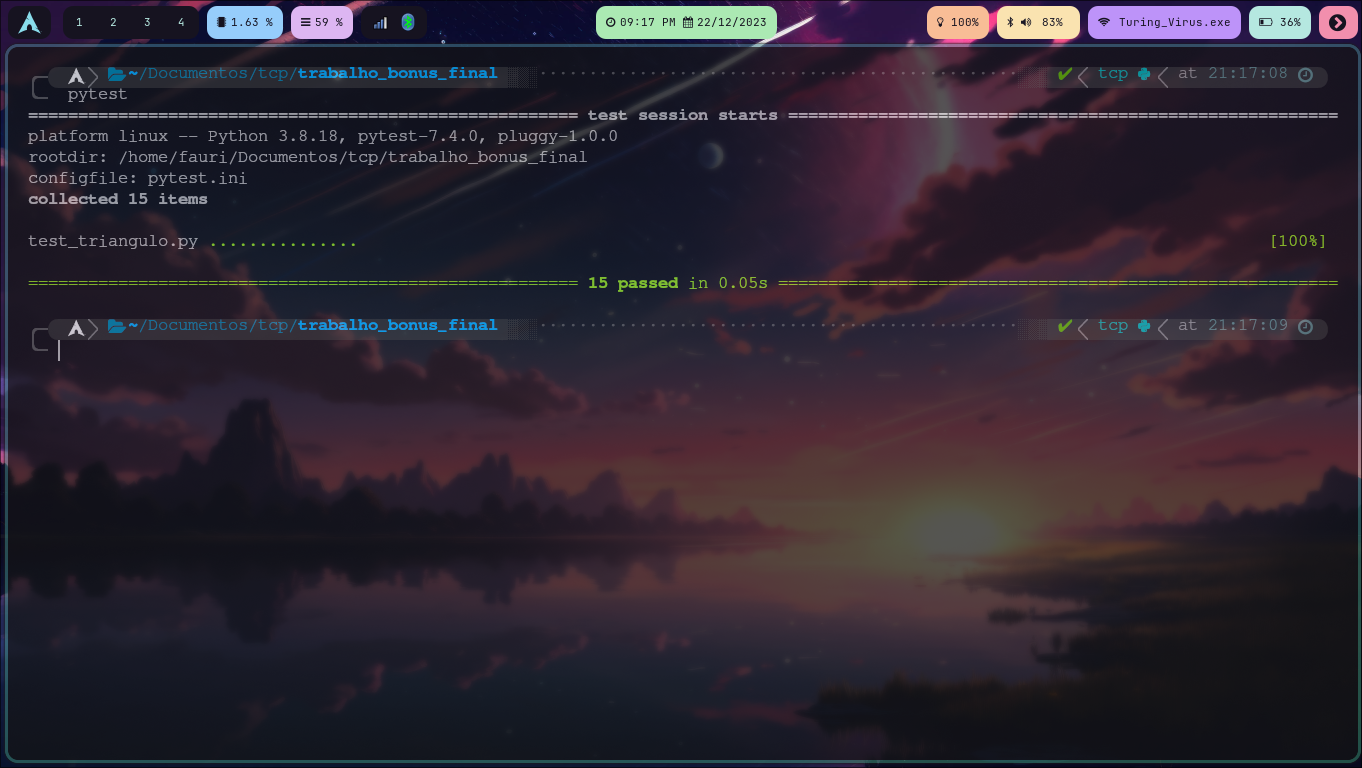 1 2 3 4 1.63 % 59 % 09:17 PM 22/12/2023 100% 83% Turing_Virus.exe 36%
~/Documentos/tcp/trabalho_bonus_final ✔ tcp at 21:17:08
pytest
======================================================= test session starts =======================================================
platform linux -- Python 3.8.18, pytest-7.4.0, pluggy-1.0.0
rootdir: /home/fauri/Documentos/tcp/trabalho_bonus_final
configfile: pytest.ini
collected 15 items
test_triangulo.py ............... [100%]
======================================================= 15 passed in 0.05s ========================================================
~/Documentos/tcp/trabalho_bonus_final ✔ tcp at 21:17:09